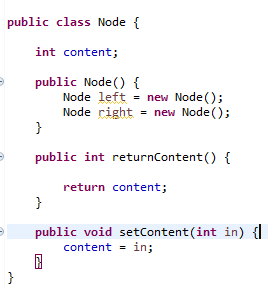 public class Node {
int content;
public Node() {
Node left = new Node();
Node right = new Node();
}
public int returnContent() {
return content;
}
public void setContent(int in) {
content = in;
}
}